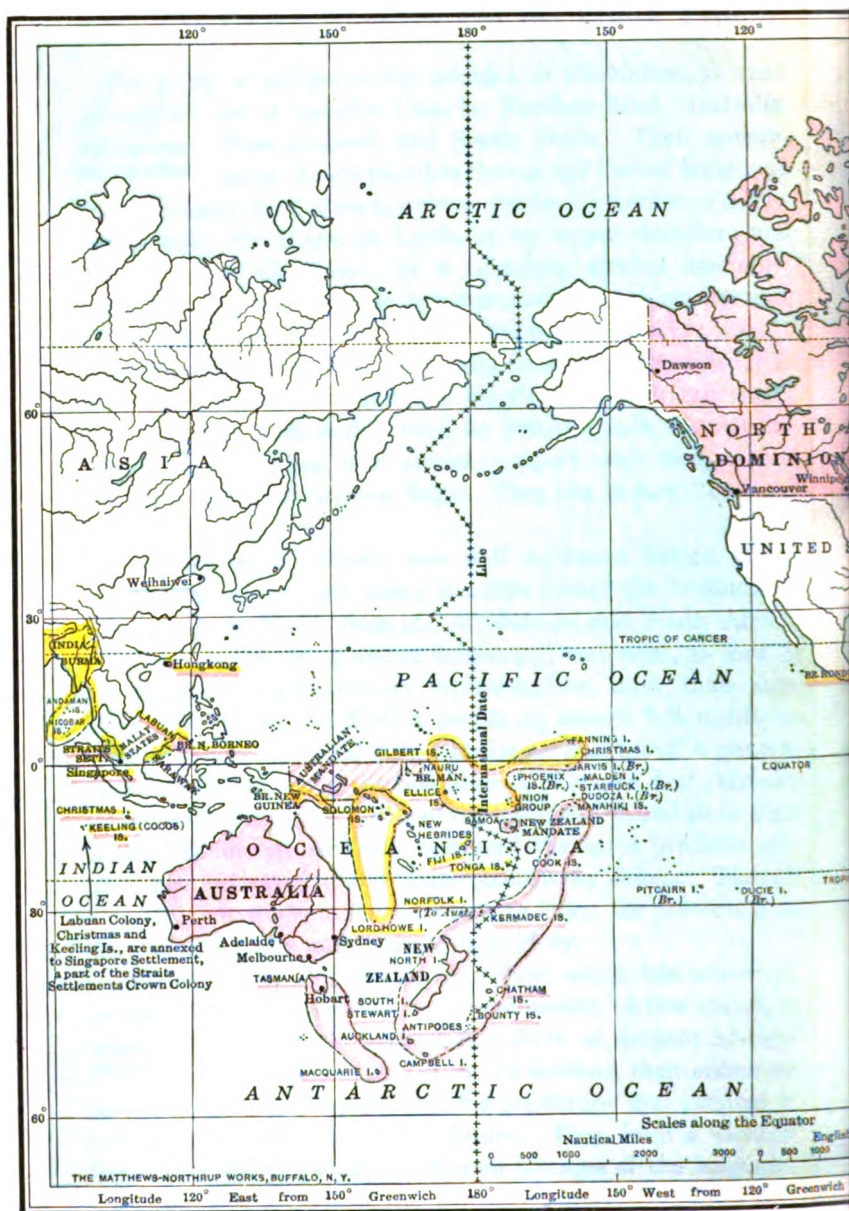 120° 150° 180° 150° 120°
ARCTIC OCEAN
Dawson
60°
ASIA
NORTH
DOMINION
Vancouver
Winnipeg
UNITED S
Weihaiwei
Line
30°
INDIA
BURMA
Hongkong
TROPIC OF CANCER
PACIFIC OCEAN
International Date
ANDAMAN
IS.
NICOBAR
IS.
MALAY
STATES
LABUAN
BR. N. BORNEO
STRAITS
SETT.
SARAWAK
Singapore
AUSTRALIAN
MANDATE
GILBERT IS.
NAURU
BR. MAN.
ELLICE
IS.
FANNING I.
CHRISTMAS I.
JARVIS I. (Br.)
PHOENIX
IS. (Br.)
MALDEN I.
STARBUCK I. (Br.)
DUDOZA I. (Br.)
UNION
GROUP
MANAHIKI IS.
0°
EQUATOR
BR. NEW
GUINEA
SOLOMON
IS.
SAMOA
NEW ZEALAND
MANDATE
CHRISTMAS I.
KEELING (COCOS)
IS.
NEW
HEBRIDES
OCEANICA
FIJI IS.
TONGA IS.
COOK IS.
INDIAN
OCEAN
AUSTRALIA
PITCAIRN I.
(Br.)
DUCIE I.
(Br.)
TROP
NORFOLK I.
(To Aust.)
KERMADEC IS.
30°
Perth
LORD HOWE I.
Labuan Colony,
Christmas and
Keeling Is., are annexed
to Singapore Settlement,
a part of the Straits
Settlements Crown Colony
Adelaide
Sydney
Melbourne
NEW
NORTH I.
ZEALAND
TASMANIA
Hobart
CHATHAM
IS.
SOUTH
STEWART I.
BOUNTY IS.
ANTIPODES
AUCKLAND I.
CAMPBELL I.
MACQUARIE I.
ANTARCTIC OCEAN
60°
Scales along the Equator
Nautical Miles
English
0 500 1000 2000 3000 0 500 1000
THE MATTHEWS-NORTHRUP WORKS, BUFFALO, N. Y.
120° 150° 180° 150° 120°
Longitude East from Greenwich Longitude West from Greenwich